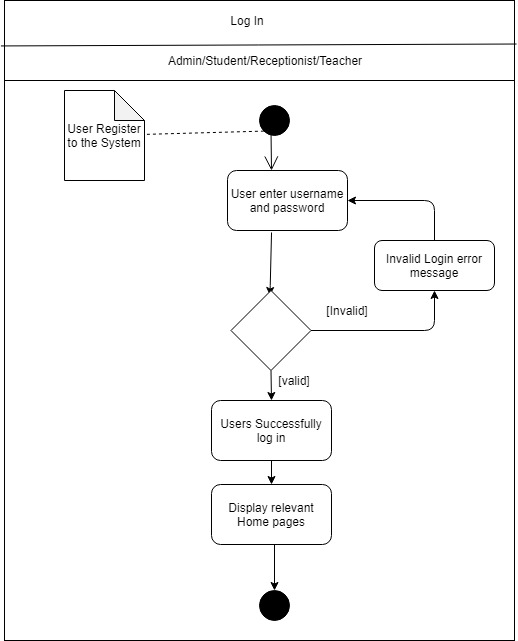 Log In
Admin/Student/Receptionist/Teacher
User Register
to the System
User enter username
and password
Invalid Login error
message
[Invalid]
[valid]
Users Successfully
log in
Display relevant
Home pages